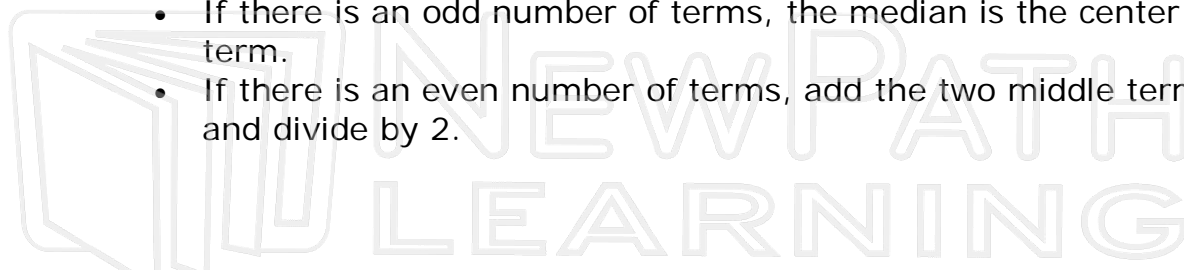 • If there is an odd number of terms, the median is the center
term.
• If there is an even number of terms, add the two middle
and divide by 2.
NEWPATH
LEARNING